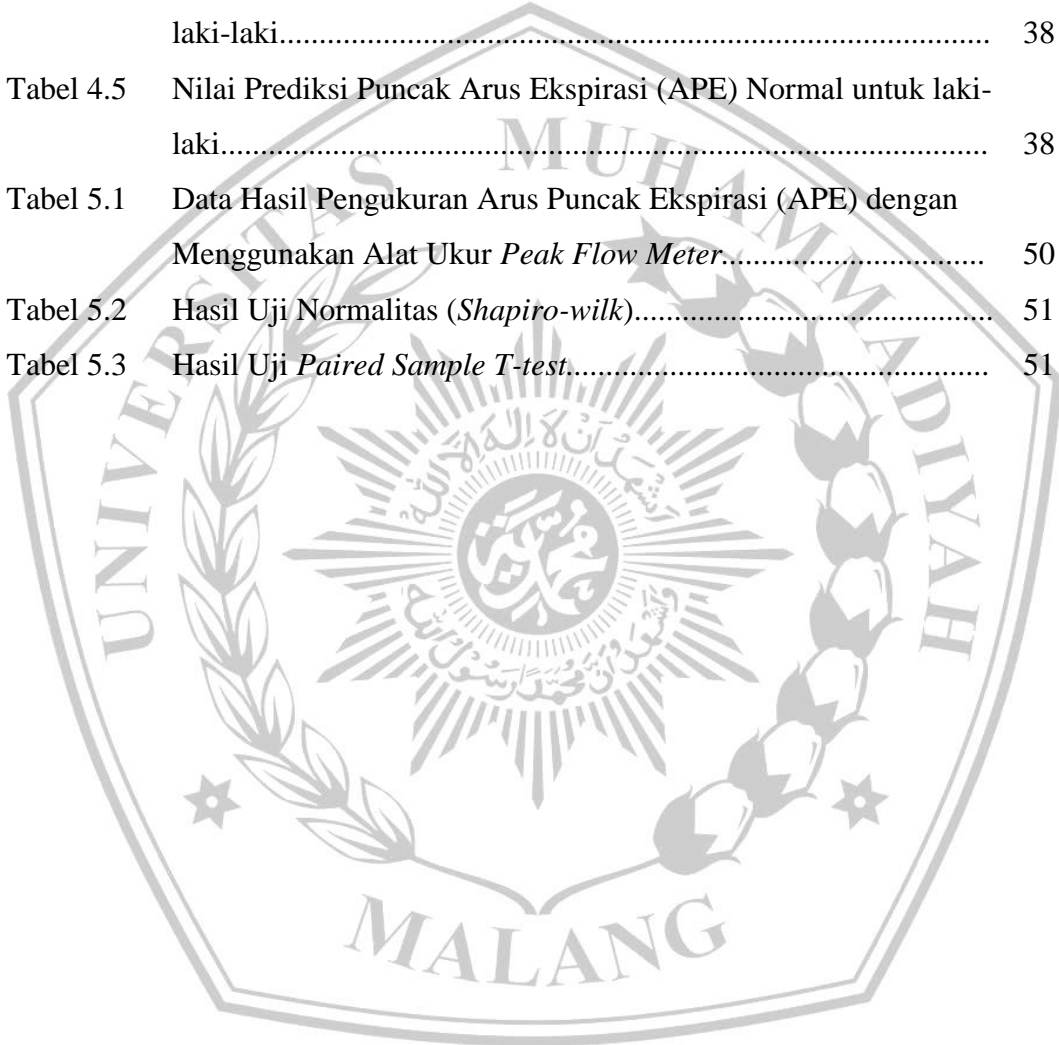 laki-laki........................................................................................... 38
Tabel 4.5 Nilai Prediksi Puncak Arus Ekspirasi (APE) Normal untuk laki-
laki.................................................................................................. 38
Tabel 5.1 Data Hasil Pengukuran Arus Puncak Ekspirasi (APE) dengan
Menggunakan Alat Ukur Peak Flow Meter.................................. 50
Tabel 5.2 Hasil Uji Normalitas (Shapiro-wilk).............................................. 51
Tabel 5.3 Hasil Uji Paired Sample T-test...................................................... 51
UNIVERSITAS MUHAMMADIYAH
MALANG